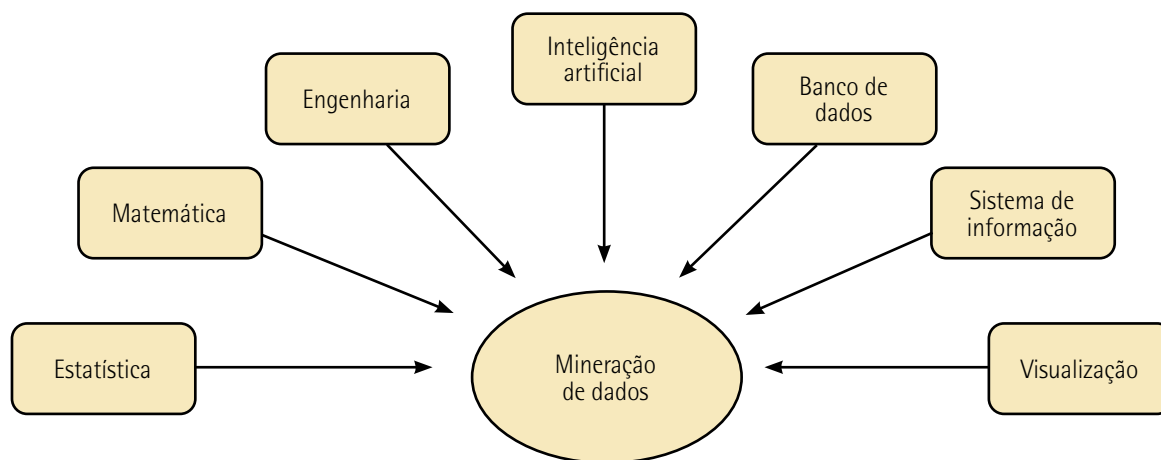 Inteligência
artificial
Engenharia
Banco de
dados
Matemática
Sistema de
informação
Estatística
Mineração
de dados
Visualização